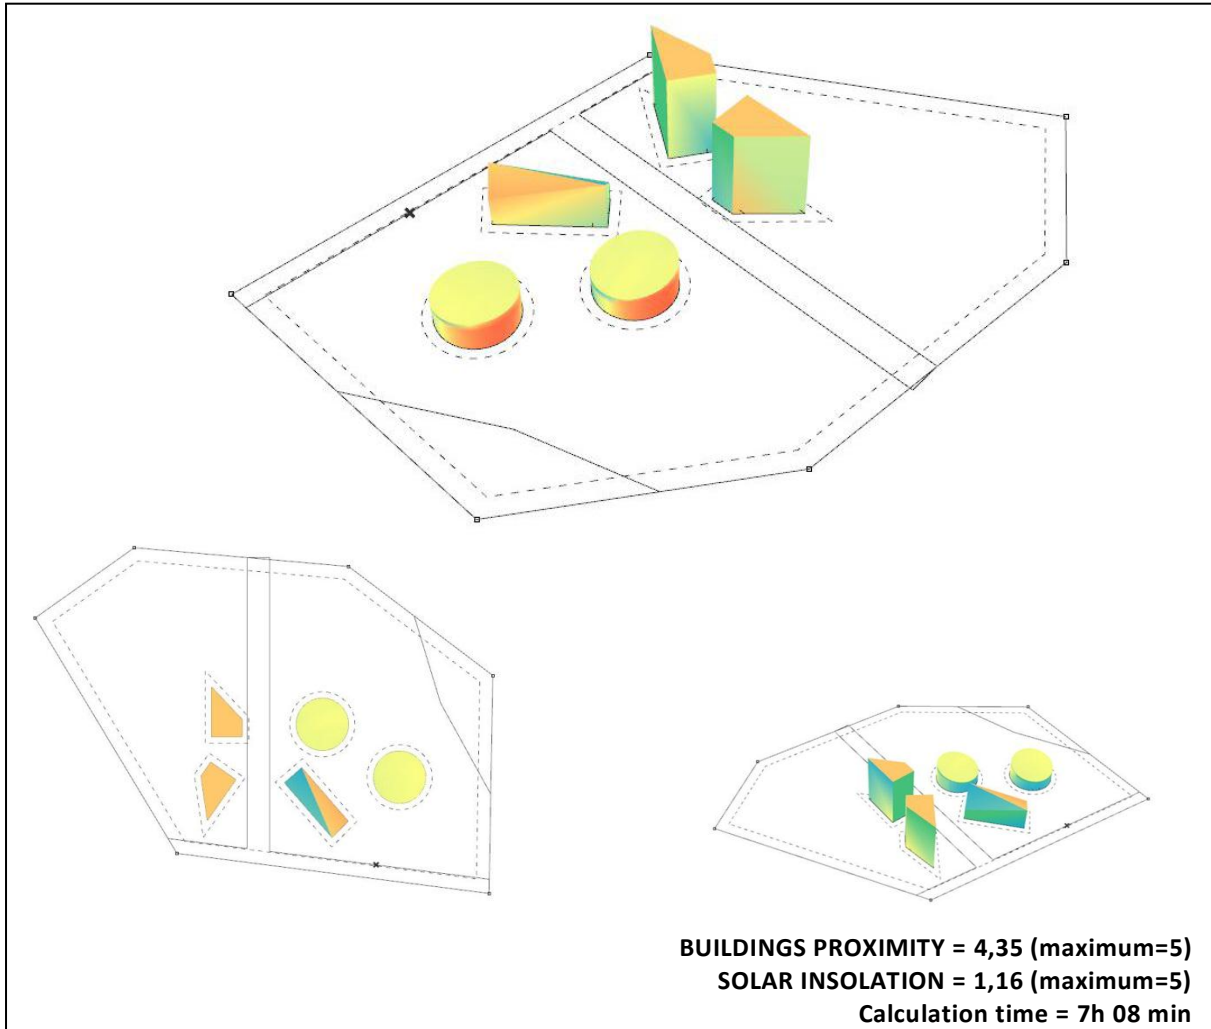 BUILDINGS PROXIMITY = 4,35 (maximum=5)
SOLAR INSOLATION = 1,16 (maximum=5)
Calculation time = 7h 08 min